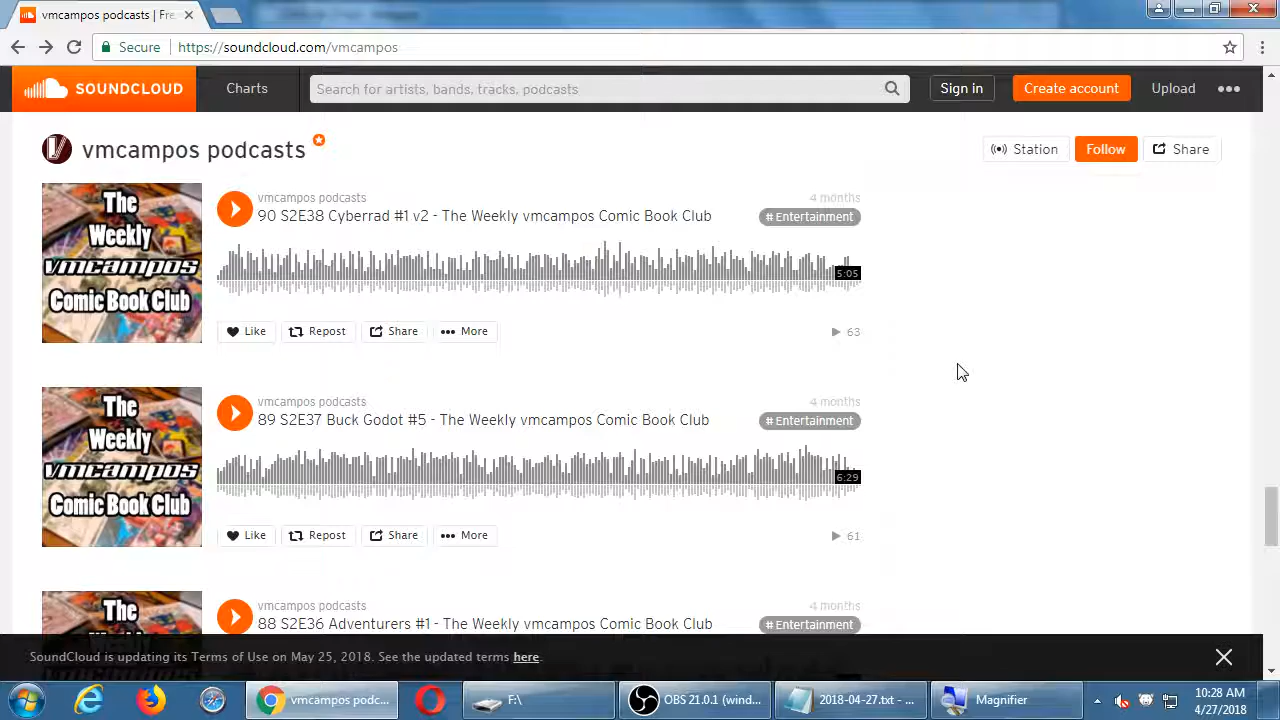 vmcampos podcasts | Fre
Secure
https://soundcloud.com/vmcampos
SOUNDCLOUD
Charts
Search for artists, bands, tracks, podcasts
Sign in
Create account
Upload
vmcampos podcasts
Station
Follow
Share
The
Weekly
vmcampos
Comic Book Club
vmcampos podcasts
4 months
90 S2E38 Cyberrad #1 v2 - The Weekly vmcampos Comic Book Club
# Entertainment
5:05
Like
Repost
Share
More
63
The
Weekly
vmcampos
Comic Book Club
vmcampos podcasts
4 months
89 S2E37 Buck Godot #5 - The Weekly vmcampos Comic Book Club
# Entertainment
6:29
Like
Repost
Share
More
61
The
vmcampos podcasts
4 months
88 S2E36 Adventurers #1 - The Weekly vmcampos Comic Book Club
# Entertainment
SoundCloud is updating its Terms of Use on May 25, 2018. See the updated terms here.
vmcampos podc...
F:\
OBS 21.0.1 (wind...
2018-04-27.txt - ...
Magnifier
10:28 AM
4/27/2018